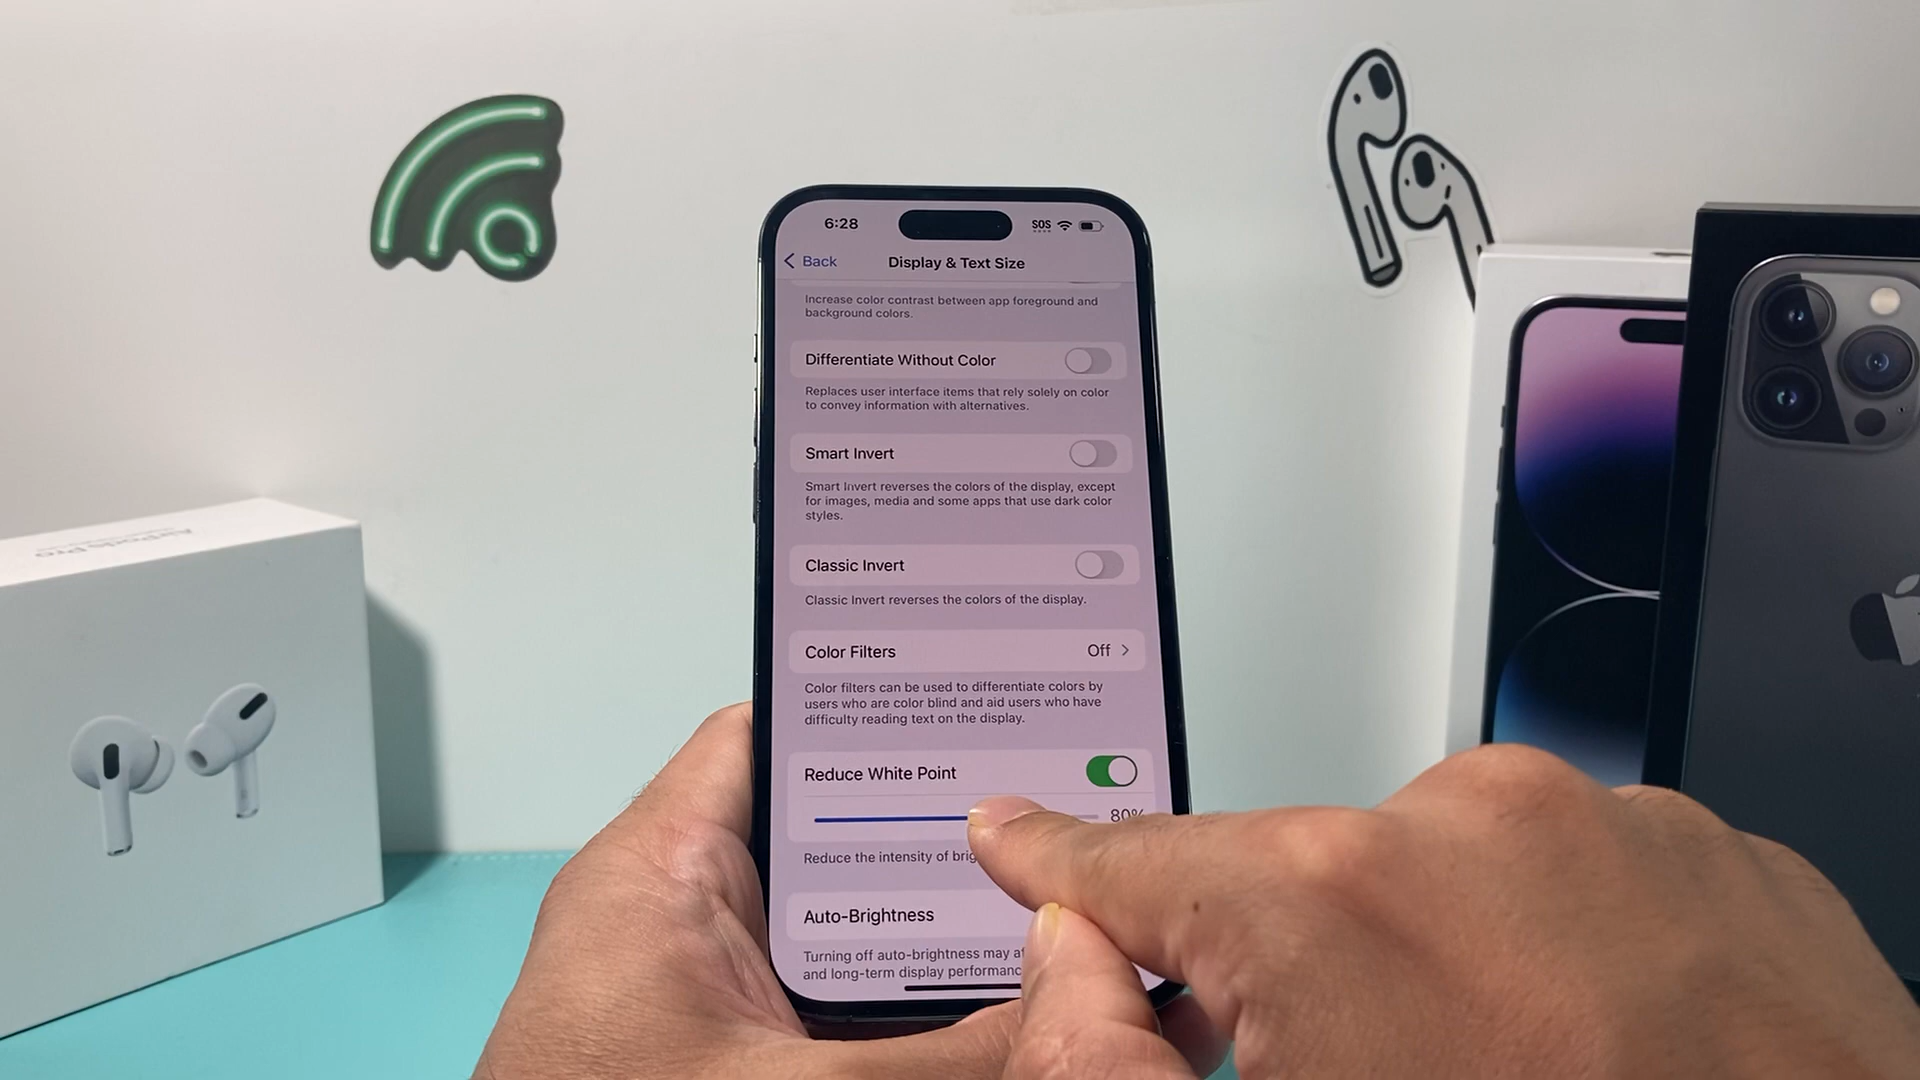 6:28
SOS
Back
Display & Text Size
Increase color contrast between app foreground and
background colors.
Differentiate Without Color
Replaces user interface items that rely solely on color
to convey information with alternatives.
Smart Invert
Smart Invert reverses the colors of the display, except
for images, media and some apps that use dark color
styles.
Classic Invert
Classic Invert reverses the colors of the display.
Color Filters
Off
Color filters can be used to differentiate colors by
users who are color blind and aid users who have
difficulty reading text on the display.
Reduce White Point
80%
Reduce the intensity of
Auto-Brightness
Turning off auto-brightness may
and long-term display
AirPods Pro